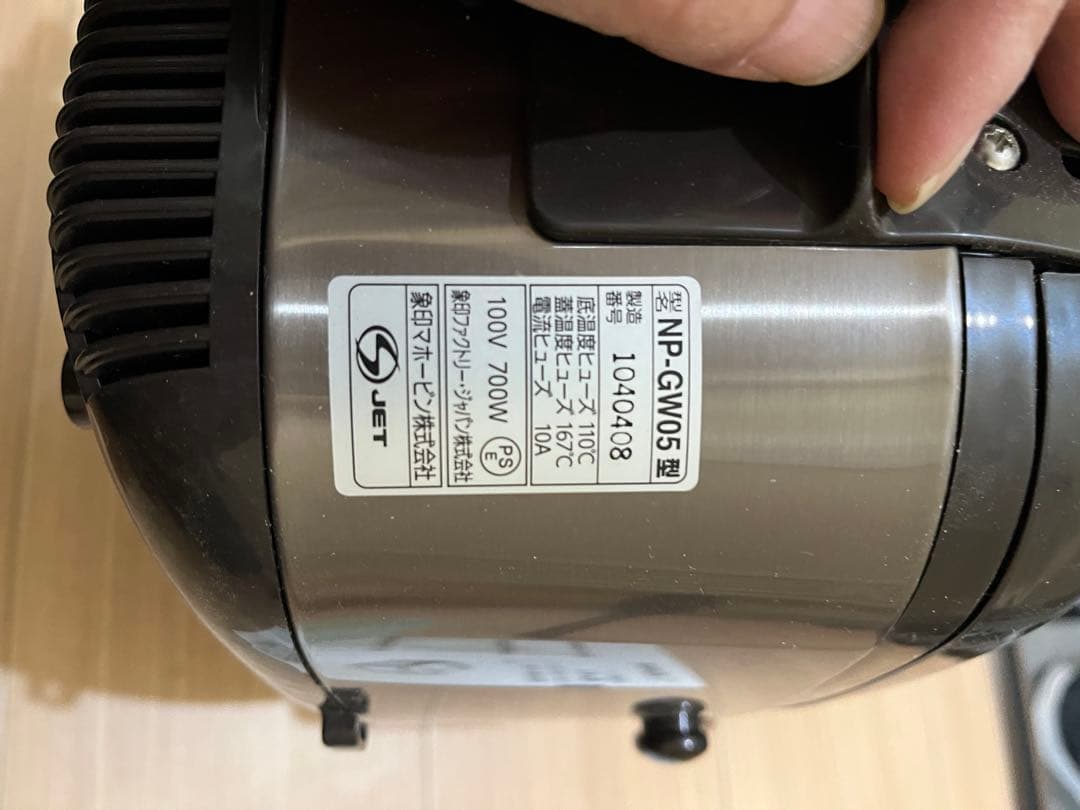 型名 NP-GW05 型
製造番号 1040408
底温度ヒューズ 110℃
蓋温度ヒューズ 167℃
電流ヒューズ 10A
100V 700W PSE
象印ファクトリー・ジャパン株式会社
象印マホービン株式会社
JET